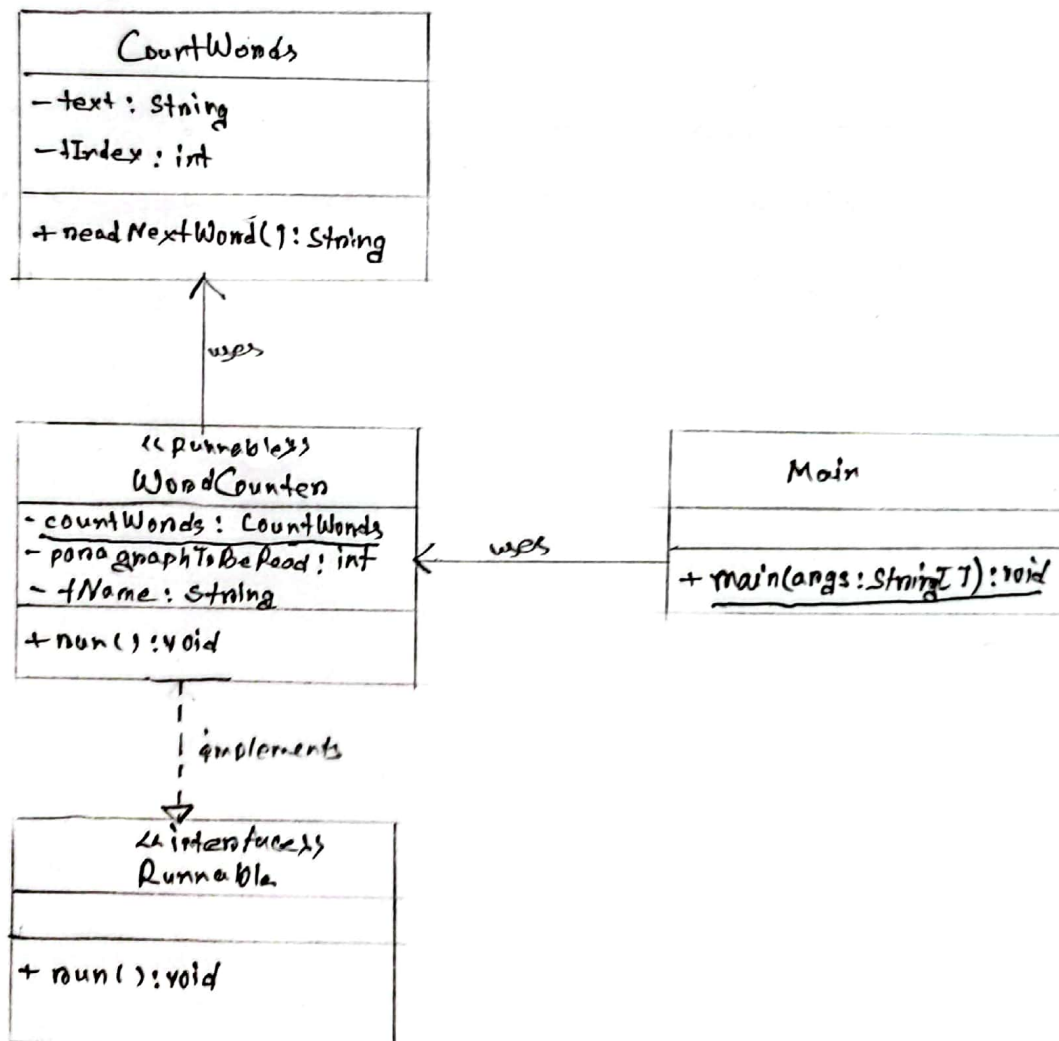 CountWords
- text : String
- tIndex : int
+ readNextWord() : String
uses
<<Runnable>>
WordCounter
- countWords : CountWords
- paragraphToBeRead : int
- tName : String
+ run() : void
uses
Main
+ main(args : String[]) : void
implements
<<interface>>
Runnable
+ run() : void